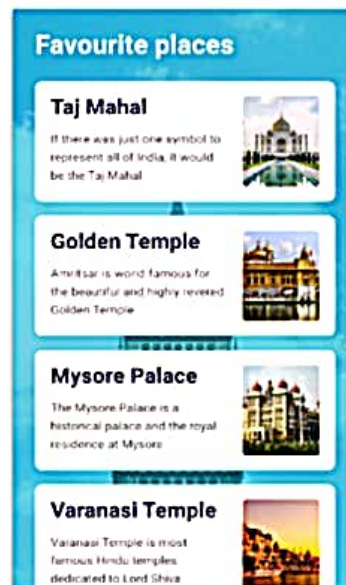 Favourite places
Taj Mahal
If there was just one symbol to
represent all of India, it would
be the Taj Mahal
Golden Temple
Amritsar is world famous for
the beautiful and highly revered
Golden Temple
Mysore Palace
The Mysore Palace is a
historical palace and the royal
residence at Mysore
Varanasi Temple
Varanasi Temple is most
famous Hindu temples
dedicated to Lord Shiva